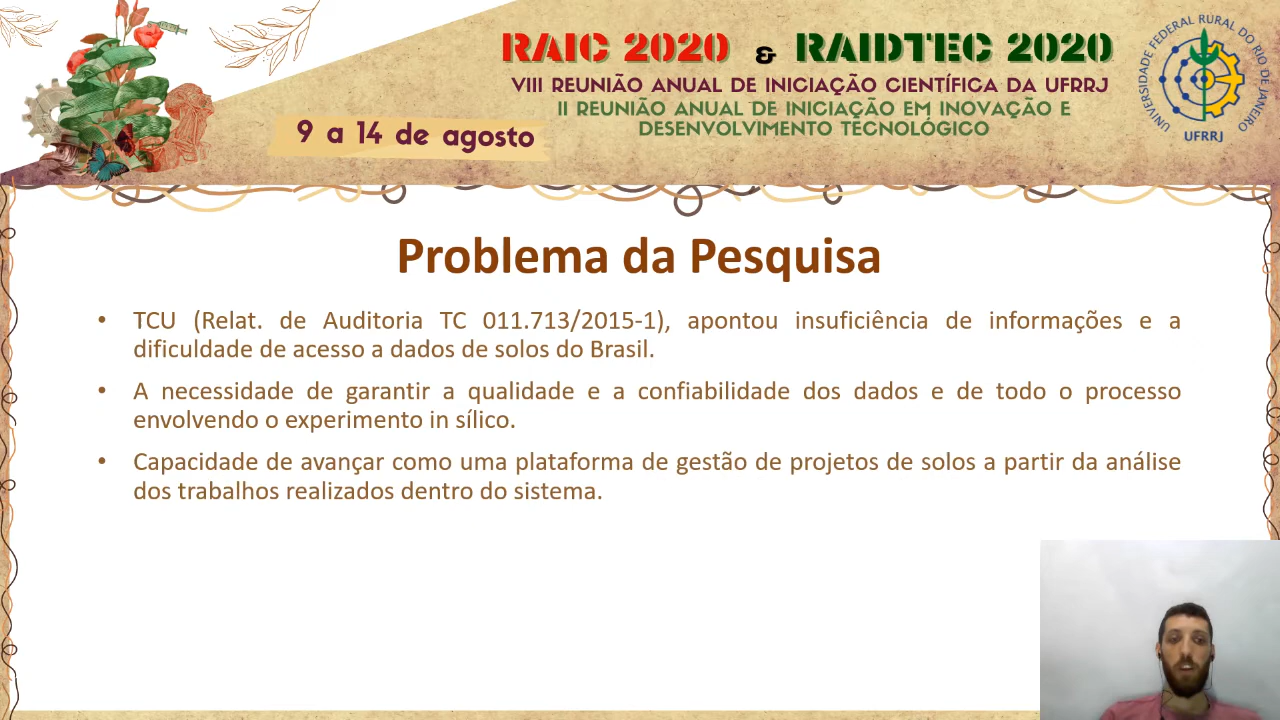 RAIC 2020 & RAIDTEC 2020
VIII REUNIÃO ANUAL DE INICIAÇÃO CIENTÍFICA DA UFRRJ
II REUNIÃO ANUAL DE INICIAÇÃO EM INOVAÇÃO E
DESENVOLVIMENTO TECNOLÓGICO
9 a 14 de agosto
UNIVERSIDADE FEDERAL RURAL DO RIO DE JANEIRO
UFRRJ
Problema da Pesquisa
• TCU (Relat. de Auditoria TC 011.713/2015-1), apontou insuficiência de informações e a
dificuldade de acesso a dados de solos do Brasil.
• A necessidade de garantir a qualidade e a confiabilidade dos dados e de todo o processo
envolvendo o experimento in sílico.
• Capacidade de avançar como uma plataforma de gestão de projetos de solos a partir da análise
dos trabalhos realizados dentro do sistema.